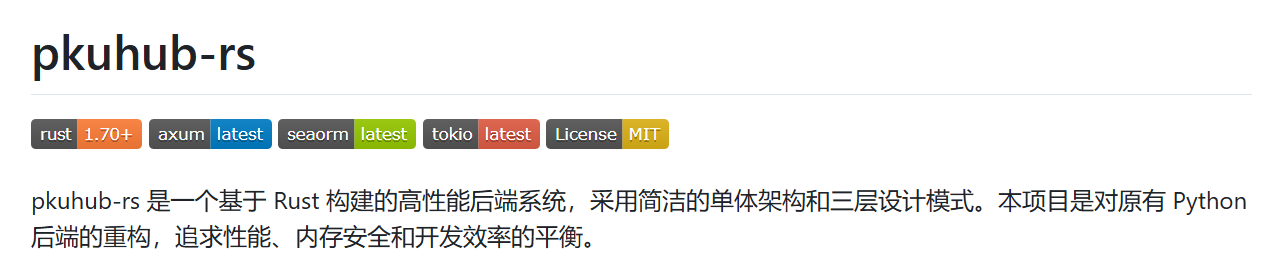 pkuhub-rs
rust 1.70+ axum latest seaorm latest tokio latest License MIT
pkuhub-rs 是一个基于 Rust 构建的高性能后端系统，采用简洁的单体架构和三层设计模式。本项目是对原有 Python
后端的重构，追求性能、内存安全和开发效率的平衡。